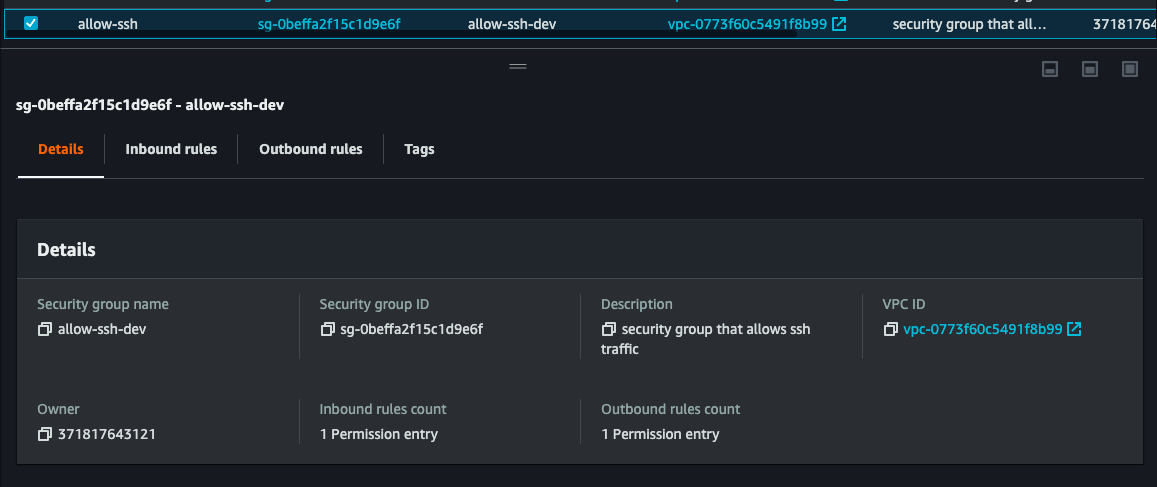 allow-ssh sg-0beffa2f15c1d9e6f allow-ssh-dev vpc-0773f60c5491f8b99 security group that all... 37181764
sg-0beffa2f15c1d9e6f - allow-ssh-dev
Details Inbound rules Outbound rules Tags
Details
Security group name Security group ID Description VPC ID
allow-ssh-dev sg-0beffa2f15c1d9e6f security group that allows ssh vpc-0773f60c5491f8b99
traffic
Owner Inbound rules count Outbound rules count
371817643121 1 Permission entry 1 Permission entry